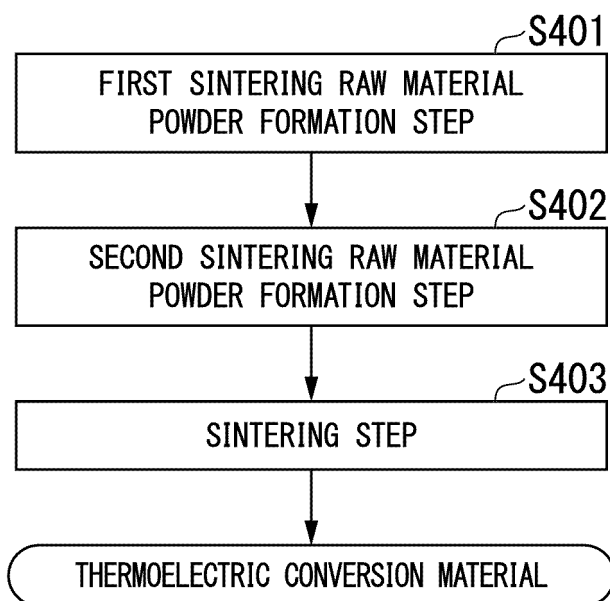 S401
FIRST SINTERING RAW MATERIAL
POWDER FORMATION STEP
S402
SECOND SINTERING RAW MATERIAL
POWDER FORMATION STEP
S403
SINTERING STEP
THERMOELECTRIC CONVERSION MATERIAL